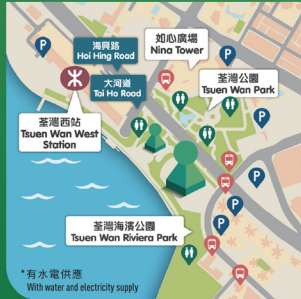 P
海興路
Hoi Hing Road
如心廣場
Nina Tower
P
大河道
Tai Ho Road
荃灣公園
Tsuen Wan Park
荃灣西站
Tsuen Wan West
Station
P
P
P
P
荃灣海濱公園
Tsuen Wan Riviera Park
P
P
*有水電供應
With water and electricity supply